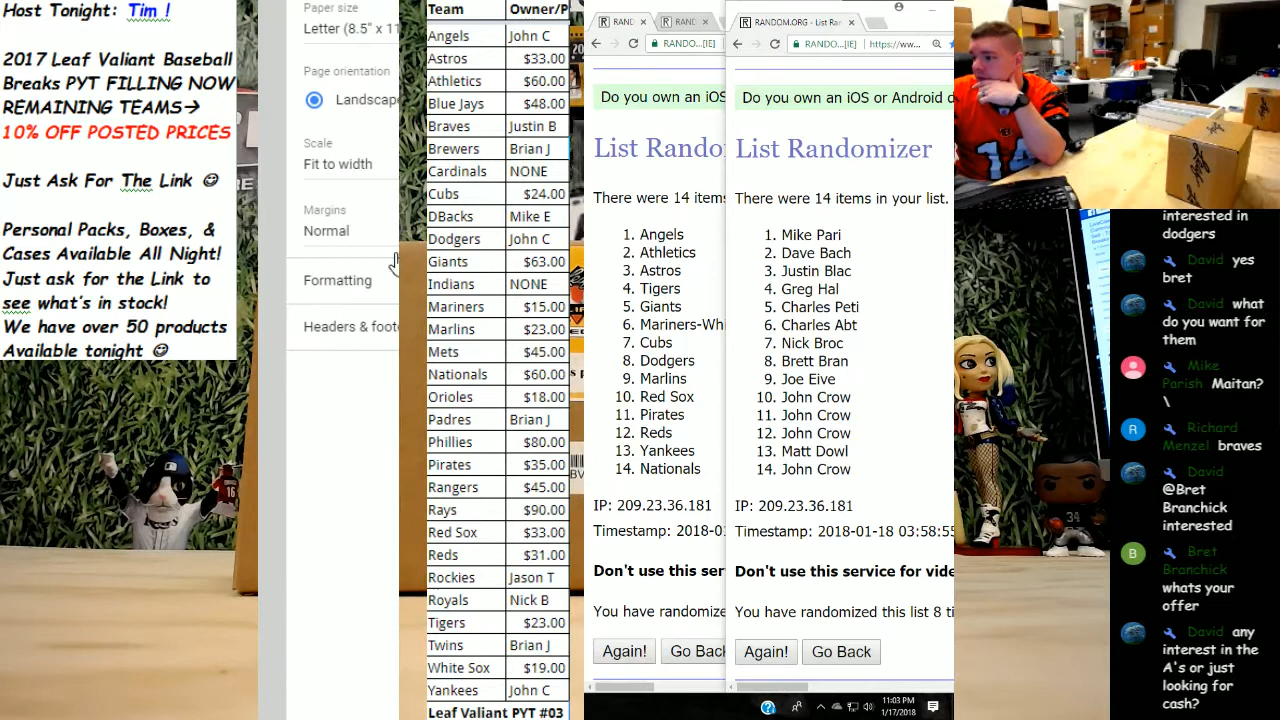 Host Tonight: Tim !
2017 Leaf Valiant Baseball
Breaks PYT FILLING NOW
REMAINING TEAMS→
10% OFF POSTED PRICES
Just Ask For The Link ☺
Personal Packs, Boxes, &
Cases Available All Night!
Just ask for the Link to
see what's in stock!
We have over 50 products
Available tonight ☺
Paper size
Letter (8.5" x 11
Page orientation
Landscape
Scale
Fit to width
Margins
Normal
Formatting
Headers & foote
Team Owner/P
Angels John C
Astros $33.00
Athletics $60.00
Blue Jays $48.00
Braves Justin B
Brewers Brian J
Cardinals NONE
Cubs $24.00
DBacks Mike E
Dodgers John C
Giants $63.00
Indians NONE
Mariners $15.00
Marlins $23.00
Mets $45.00
Nationals $60.00
Orioles $18.00
Padres Brian J
Phillies $80.00
Pirates $35.00
Rangers $45.00
Rays $90.00
Red Sox $33.00
Reds $31.00
Rockies Jason T
Royals Nick B
Tigers $23.00
Twins Brian J
White Sox $19.00
Yankees John C
Leaf Valiant PYT #03
RAND
RANDO...[IE]
Do you own an iOS
List Rando
There were 14 items
1. Angels
2. Athletics
3. Astros
4. Tigers
5. Giants
6. Mariners-Wh
7. Cubs
8. Dodgers
9. Marlins
10. Red Sox
11. Pirates
12. Reds
13. Yankees
14. Nationals
IP: 209.23.36.181
Timestamp: 2018-01
Don't use this ser
You have randomize
Again! Go Back
RANDOM.ORG - List Ran
RANDO...[IE] https://ww...
Do you own an iOS or Android d
List Randomizer
There were 14 items in your list.
1. Mike Pari
2. Dave Bach
3. Justin Blac
4. Greg Hal
5. Charles Peti
6. Charles Abt
7. Nick Broc
8. Brett Bran
9. Joe Eive
10. John Crow
11. John Crow
12. John Crow
13. Matt Dowl
14. John Crow
IP: 209.23.36.181
Timestamp: 2018-01-18 03:58:55
Don't use this service for vide
You have randomized this list 8 ti
Again! Go Back
11:03 PM
1/17/2018
interested in
dodgers
David yes
bret
David what
do you want for
them
Mike
Parish Maitan?
\
Richard
Menzel braves
David
@Bret
Branchick
interested
Bret
Branchick
whats your
offer
David any
interest in the
A's or just
looking for
cash?